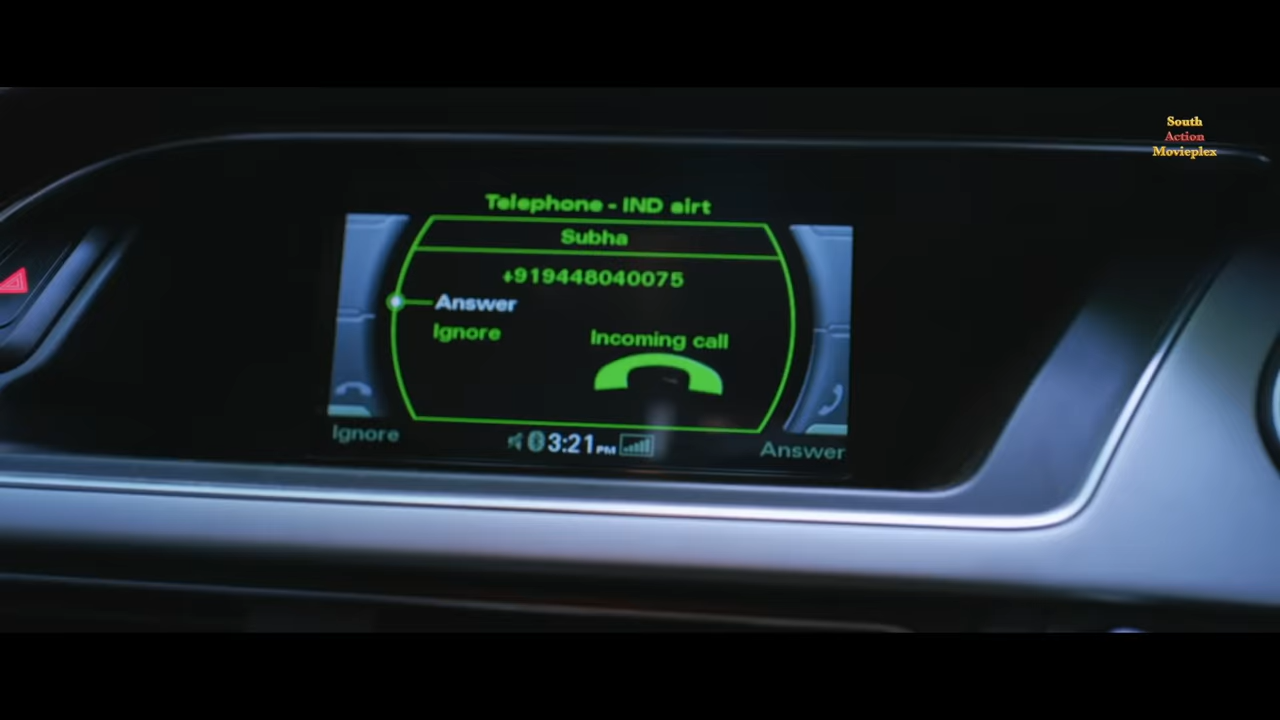 South
Action
Movieplex
Telephone - IND airt
Subha
+919448040075
Answer
Ignore
Incoming call
Ignore
3:21 PM
Answer